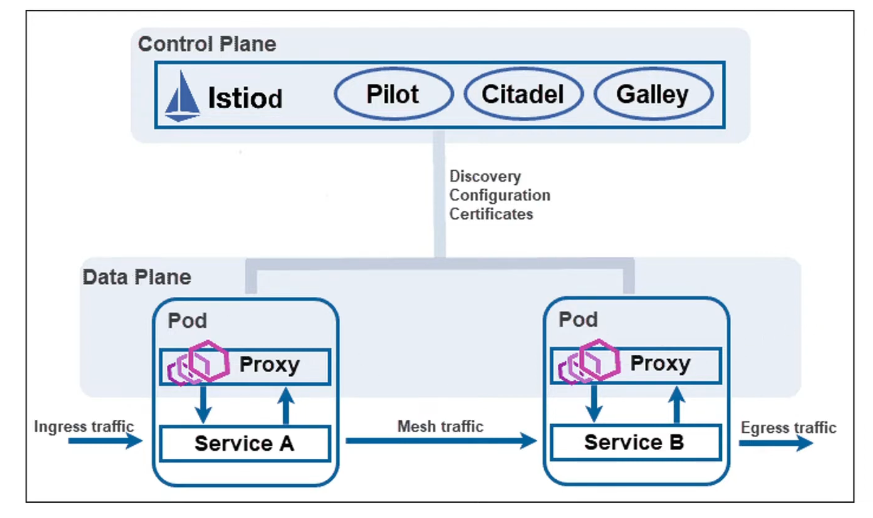 Control Plane
Istiod
Pilot
Citadel
Galley
Discovery
Configuration
Certificates
Data Plane
Pod
Proxy
Service A
Pod
Proxy
Service B
Ingress traffic
Mesh traffic
Egress traffic